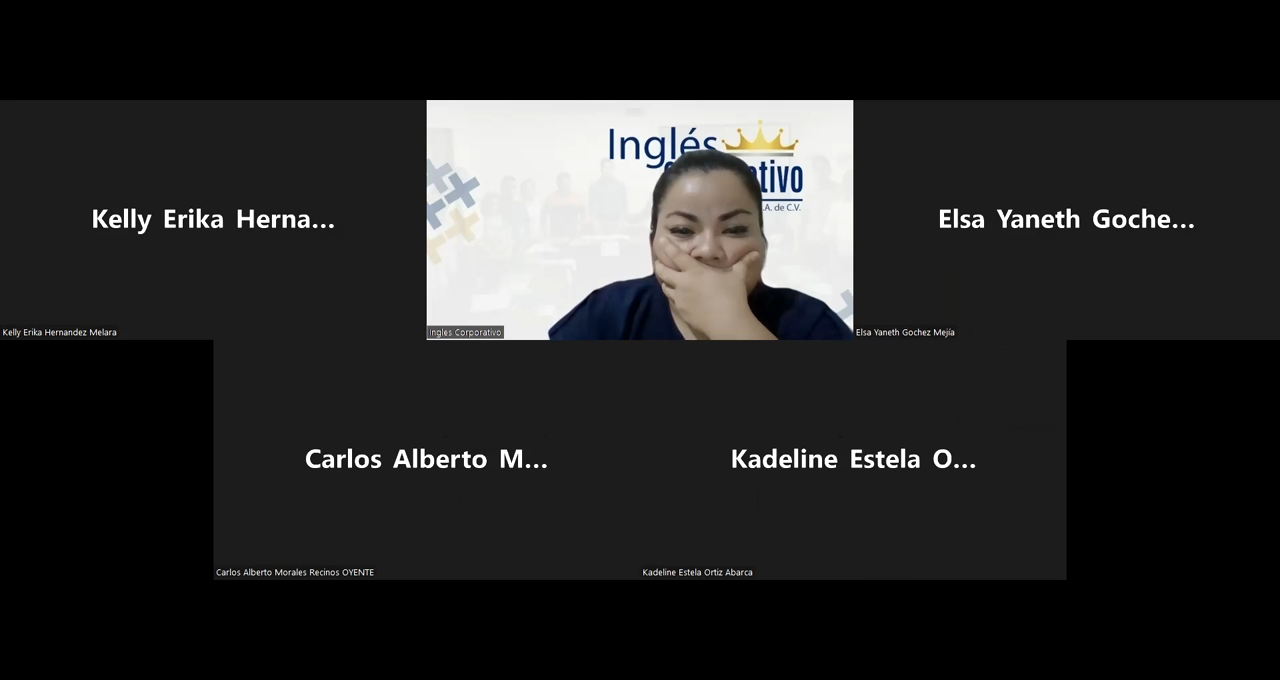 Kelly Erika Herna...
Kelly Erika Hernandez Melara
Inglés
tivo
.A. de C.V.
Ingles Corporativo
Elsa Yaneth Goche...
Elsa Yaneth Gochez Mejía
Carlos Alberto M...
Carlos Alberto Morales Recinos OYENTE
Kadeline Estela O...
Kadeline Estela Ortiz Abarca